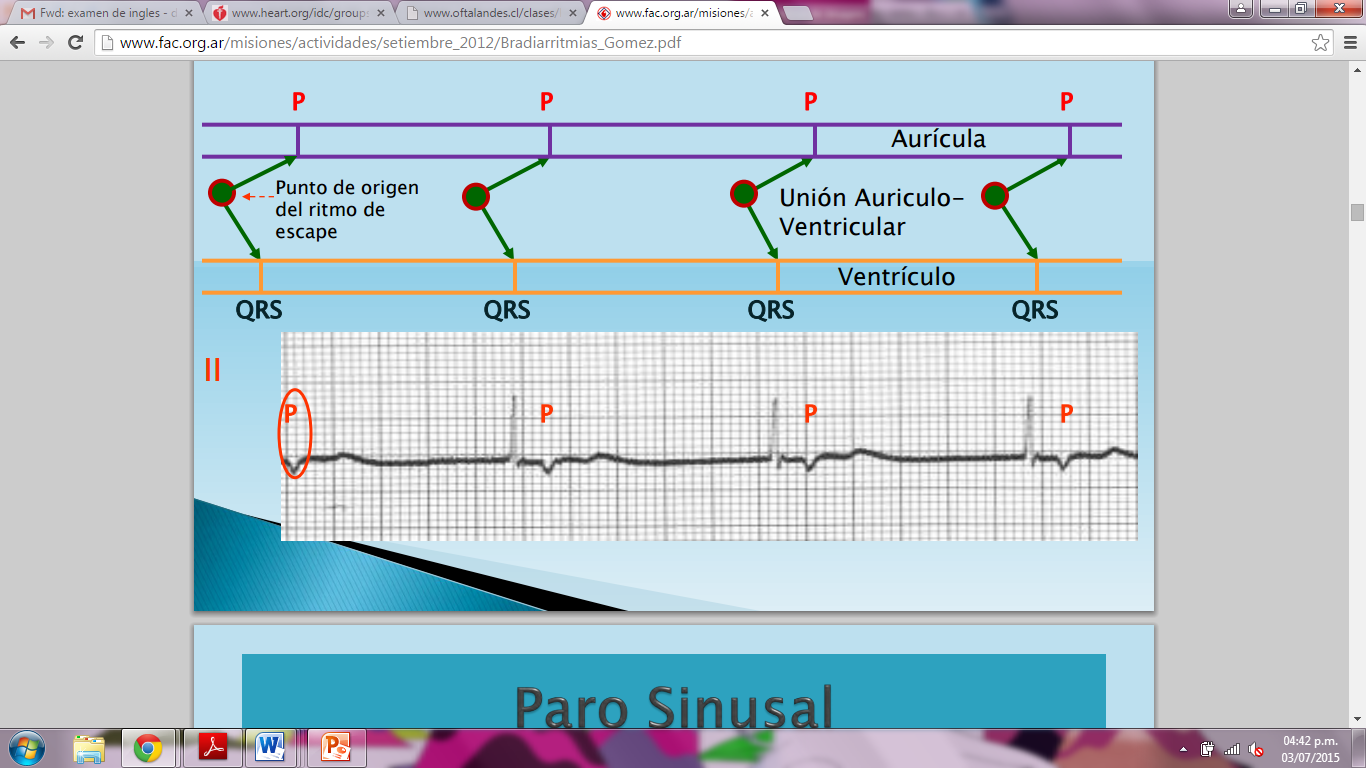 Fwd: examen de ingles - d
www.heart.org/idc/groups
www.oftalandes.cl/clases/
www.fac.org.ar/misiones/a
www.fac.org.ar/misiones/actividades/setiembre_2012/Bradiarritmias_Gomez.pdf
P P P P
Aurícula
Punto de origen
del ritmo de
escape
Unión Auriculo-
Ventricular
Ventrículo
QRS QRS QRS QRS
II
P P P P
Paro Sinusal
04:42 p.m.
03/07/2015